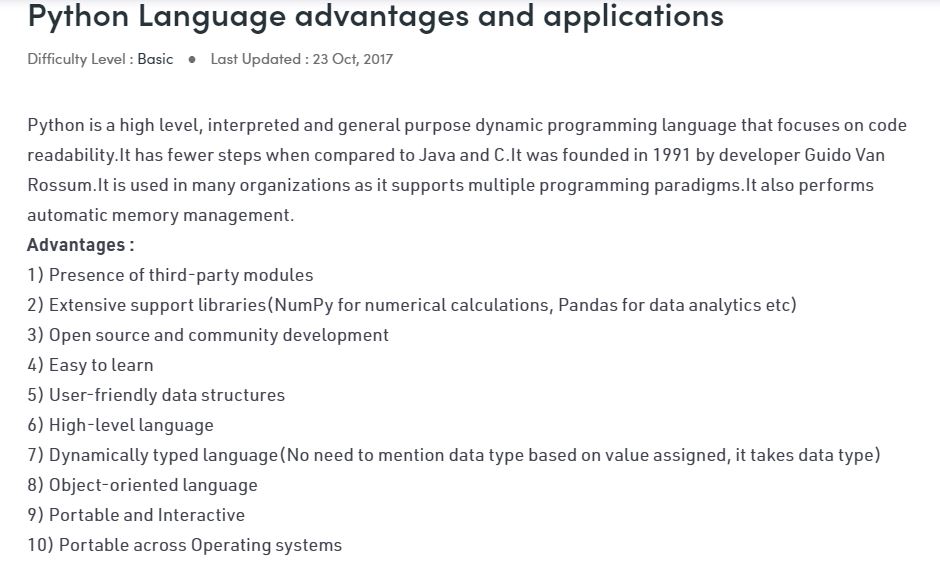 Python Language advantages and applications
Difficulty Level : Basic ● Last Updated : 23 Oct, 2017
Python is a high level, interpreted and general purpose dynamic programming language that focuses on code
readability.It has fewer steps when compared to Java and C.It was founded in 1991 by developer Guido Van
Rossum.It is used in many organizations as it supports multiple programming paradigms.It also performs
automatic memory management.
Advantages :
1) Presence of third-party modules
2) Extensive support libraries(NumPy for numerical calculations, Pandas for data analytics etc)
3) Open source and community development
4) Easy to learn
5) User-friendly data structures
6) High-level language
7) Dynamically typed language(No need to mention data type based on value assigned, it takes data type)
8) Object-oriented language
9) Portable and Interactive
10) Portable across Operating systems